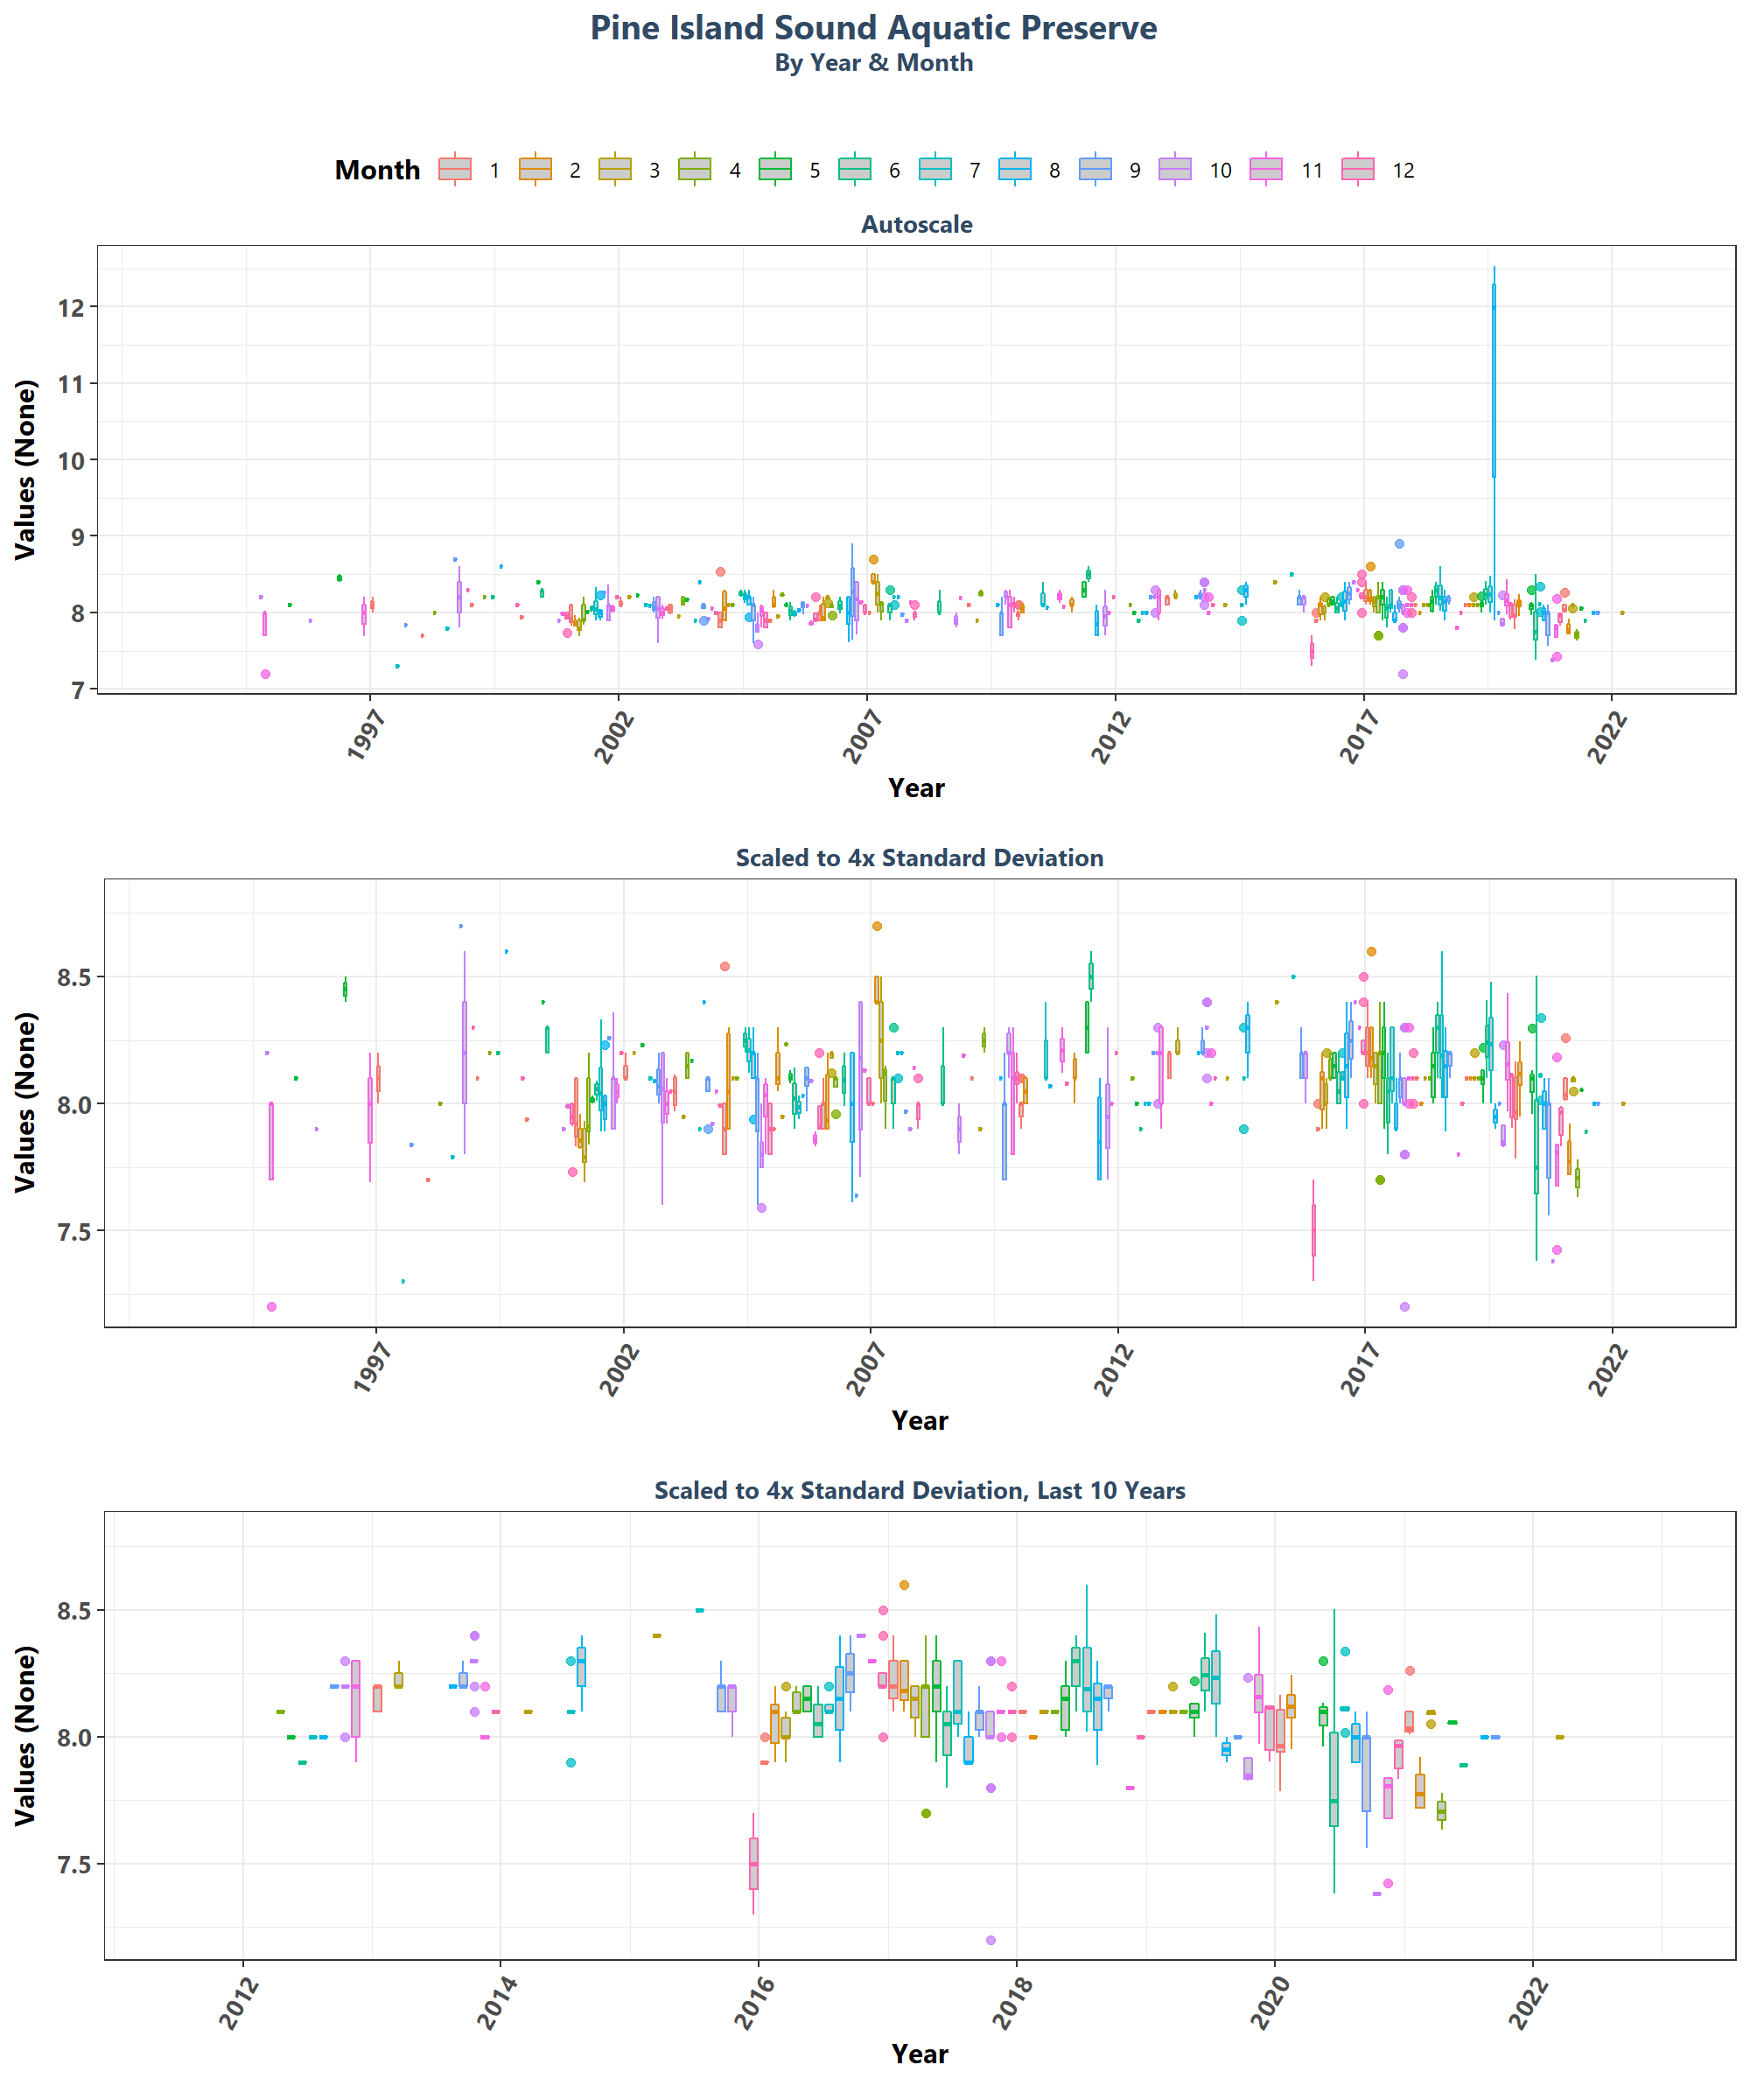 Pine Island Sound Aquatic Preserve
By Year & Month
Month 1 2 3 4 5 6 7 8 9 10 11 12
Autoscale
Values (None)
12
11
10
9
8
7
1997 2002 2007 2012 2017 2022
Year
Scaled to 4x Standard Deviation
Values (None)
8.5
8.0
7.5
1997 2002 2007 2012 2017 2022
Year
Scaled to 4x Standard Deviation, Last 10 Years
Values (None)
8.5
8.0
7.5
2012 2014 2016 2018 2020 2022
Year